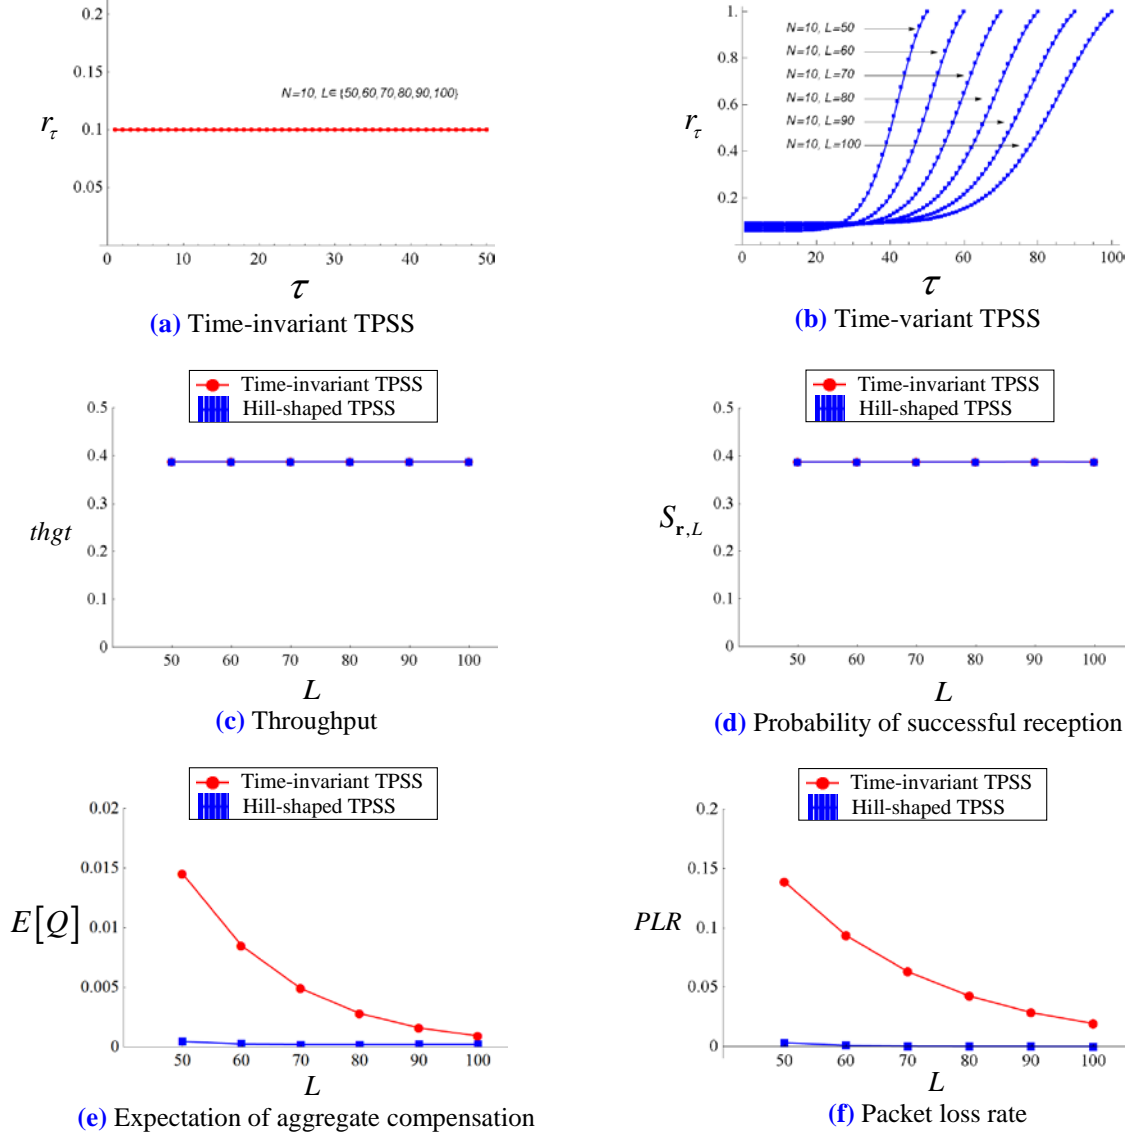 0.2
0.15
0.1
0.05
r_τ
N=10, L∈{50,60,70,80,90,100}
0 10 20 30 40 50
τ
(a) Time-invariant TPSS
1.
0.8
0.6
0.4
0.2
r_τ
N=10, L=50
N=10, L=60
N=10, L=70
N=10, L=80
N=10, L=90
N=10, L=100
0 20 40 60 80 100
τ
(b) Time-variant TPSS
Time-invariant TPSS
Hill-shaped TPSS
0.5
0.4
0.3
0.2
0.1
0
thgt
50 60 70 80 90 100
L
(c) Throughput
Time-invariant TPSS
Hill-shaped TPSS
0.5
0.4
0.3
0.2
0.1
0
S_{r,L}
50 60 70 80 90 100
L
(d) Probability of successful reception
Time-invariant TPSS
Hill-shaped TPSS
0.02
0.015
0.01
0.005
0
E[Q]
50 60 70 80 90 100
L
(e) Expectation of aggregate compensation
Time-invariant TPSS
Hill-shaped TPSS
0.2
0.15
0.1
0.05
0
PLR
50 60 70 80 90 100
L
(f) Packet loss rate